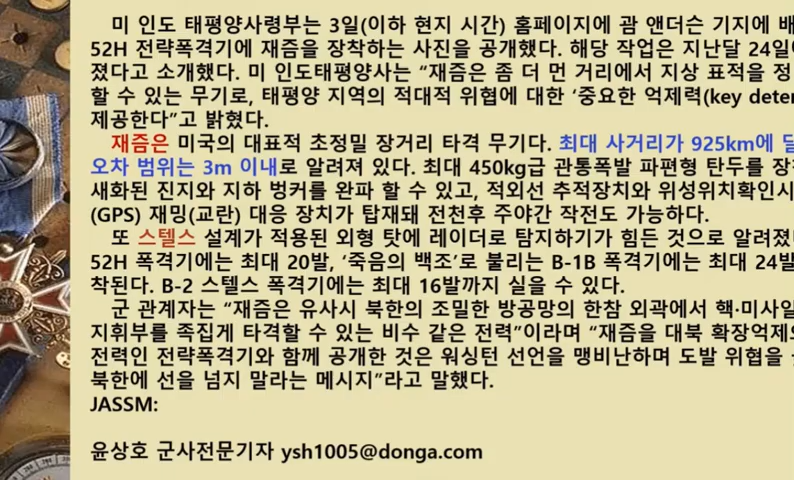 미 인도 태평양사령부는 3일(이하 현지 시간) 홈페이지에 괌 앤더슨 기지에 배
52H 전략폭격기에 재즘을 장착하는 사진을 공개했다. 해당 작업은 지난달 24일
졌다고 소개했다. 미 인도태평양사는 “재즘은 좀 더 먼 거리에서 지상 표적을 정
할 수 있는 무기로, 태평양 지역의 적대적 위협에 대한 ‘중요한 억제력(key deter
제공한다”고 밝혔다.
재즘은 미국의 대표적 초정밀 장거리 타격 무기다. 최대 사거리가 925km에 달
오차 범위는 3m 이내로 알려져 있다. 최대 450kg급 관통폭발 파편형 탄두를 장
새화된 진지와 지하 벙커를 완파 할 수 있고, 적외선 추적장치와 위성위치확인시
(GPS) 재밍(교란) 대응 장치가 탑재돼 전천후 주야간 작전도 가능하다.
또 스텔스 설계가 적용된 외형 탓에 레이더로 탐지하기가 힘든 것으로 알려졌
52H 폭격기에는 최대 20발, ‘죽음의 백조’로 불리는 B-1B 폭격기에는 최대 24발
착된다. B-2 스텔스 폭격기에는 최대 16발까지 실을 수 있다.
군 관계자는 “재즘은 유사시 북한의 조밀한 방공망의 한참 외곽에서 핵·미사일
지휘부를 족집게 타격할 수 있는 비수 같은 전력”이라며 “재즘을 대북 확장억제
전력인 전략폭격기와 함께 공개한 것은 워싱턴 선언을 맹비난하며 도발 위협을
북한에 선을 넘지 말라는 메시지”라고 말했다.
JASSM:
윤상호 군사전문기자 ysh1005@donga.com